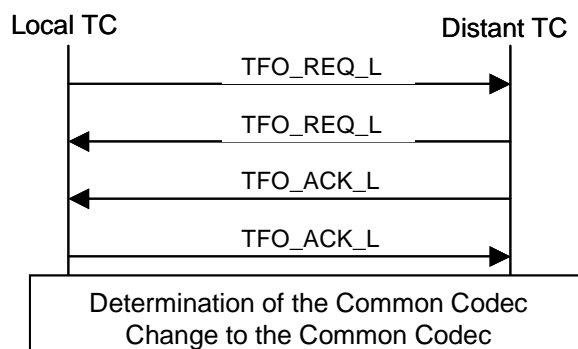 Local TC
Distant TC
TFO_REQ_L
TFO_REQ_L
TFO_ACK_L
TFO_ACK_L
Determination of the Common Codec
Change to the Common Codec